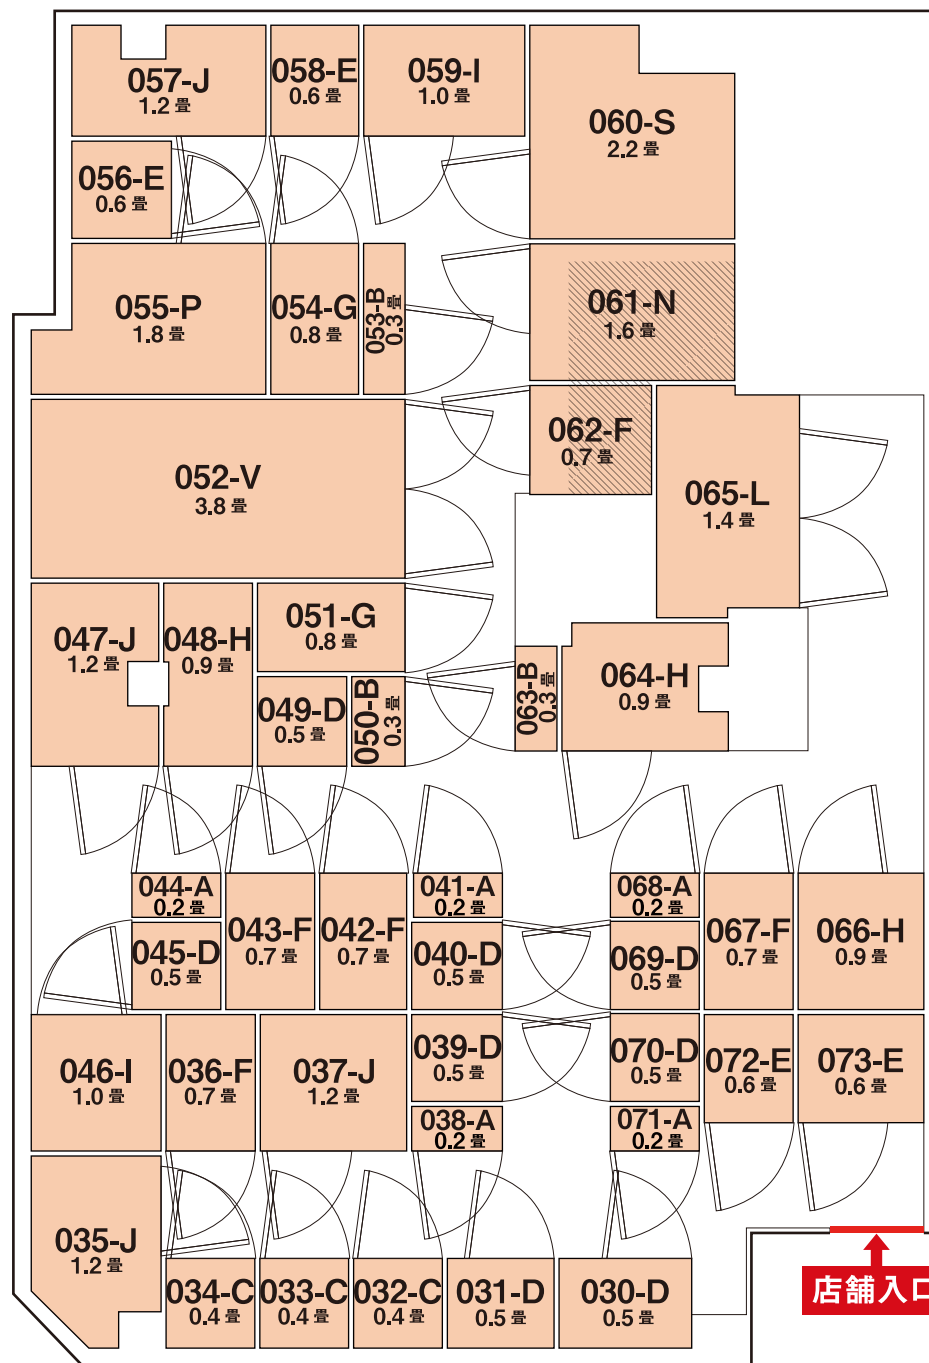 057-J
1.2 畳
058-E
0.6 畳
059-I
1.0 畳
060-S
2.2 畳
056-E
0.6 畳
055-P
1.8 畳
054-G
0.8 畳
053-B
0.3 畳
061-N
1.6 畳
062-F
0.7 畳
052-V
3.8 畳
065-L
1.4 畳
047-J
1.2 畳
048-H
0.9 畳
051-G
0.8 畳
049-D
0.5 畳
050-B
0.3 畳
063-B
0.3 畳
064-H
0.9 畳
044-A
0.2 畳
043-F
0.7 畳
042-F
0.7 畳
041-A
0.2 畳
068-A
0.2 畳
067-F
0.7 畳
066-H
0.9 畳
045-D
0.5 畳
040-D
0.5 畳
069-D
0.5 畳
046-I
1.0 畳
036-F
0.7 畳
037-J
1.2 畳
039-D
0.5 畳
070-D
0.5 畳
072-E
0.6 畳
073-E
0.6 畳
038-A
0.2 畳
071-A
0.2 畳
035-J
1.2 畳
034-C
0.4 畳
033-C
0.4 畳
032-C
0.4 畳
031-D
0.5 畳
030-D
0.5 畳
店舗入口